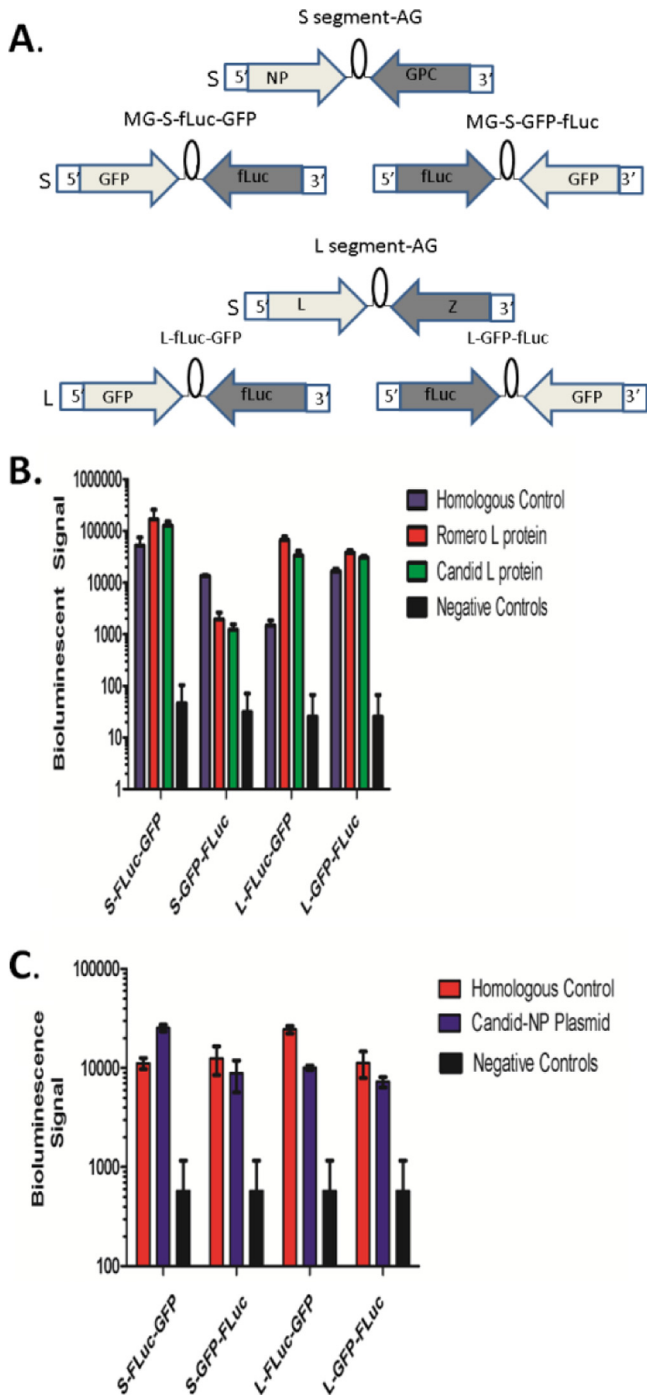 A.
S segment-AG
S 5' NP GPC 3'
MG-S-fLuc-GFP MG-S-GFP-fLuc
S 5' GFP fLuc 3' 5' fLuc GFP 3'
L segment-AG
S 5' L Z 3'
L-fLuc-GFP L-GFP-fLuc
L 5' GFP fLuc 3' 5' fLuc GFP 3'
B.
Bioluminescent Signal
1000000
100000
10000
1000
100
10
1
Homologous Control
Romero L protein
Candid L protein
Negative Controls
S-FLuc-GFP
S-GFP-FLuc
L-FLuc-GFP
L-GFP-FLuc
C.
Bioluminescence
Signal
100000
10000
1000
100
Homologous Control
Candid-NP Plasmid
Negative Controls
S-FLuc-GFP
S-GFP-FLuc
L-FLuc-GFP
L-GFP-FLuc